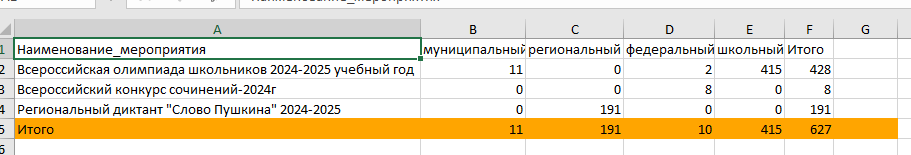 A B C D E F G
1 Наименование_мероприятия муниципальный региональный федеральный школьный Итого
2 Всероссийская олимпиада школьников 2024-2025 учебный год 11 0 2 415 428
3 Всероссийский конкурс сочинений-2024г 0 0 8 0 8
4 Региональный диктант "Слово Пушкина" 2024-2025 0 191 0 0 191
5 Итого 11 191 10 415 627
6